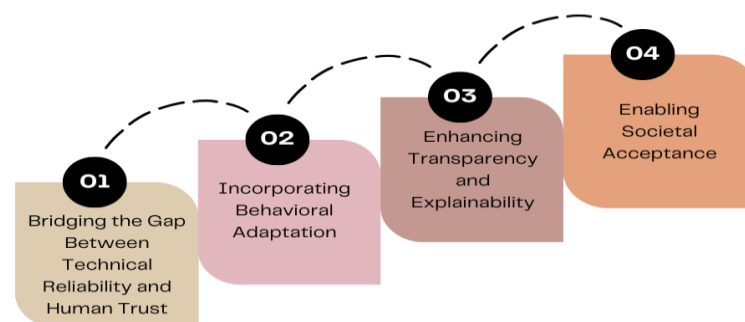 01
Bridging the Gap
Between
Technical
Reliability and
Human Trust
02
Incorporating
Behavioral
Adaptation
03
Enhancing
Transparency
and
Explainability
04
Enabling
Societal
Acceptance